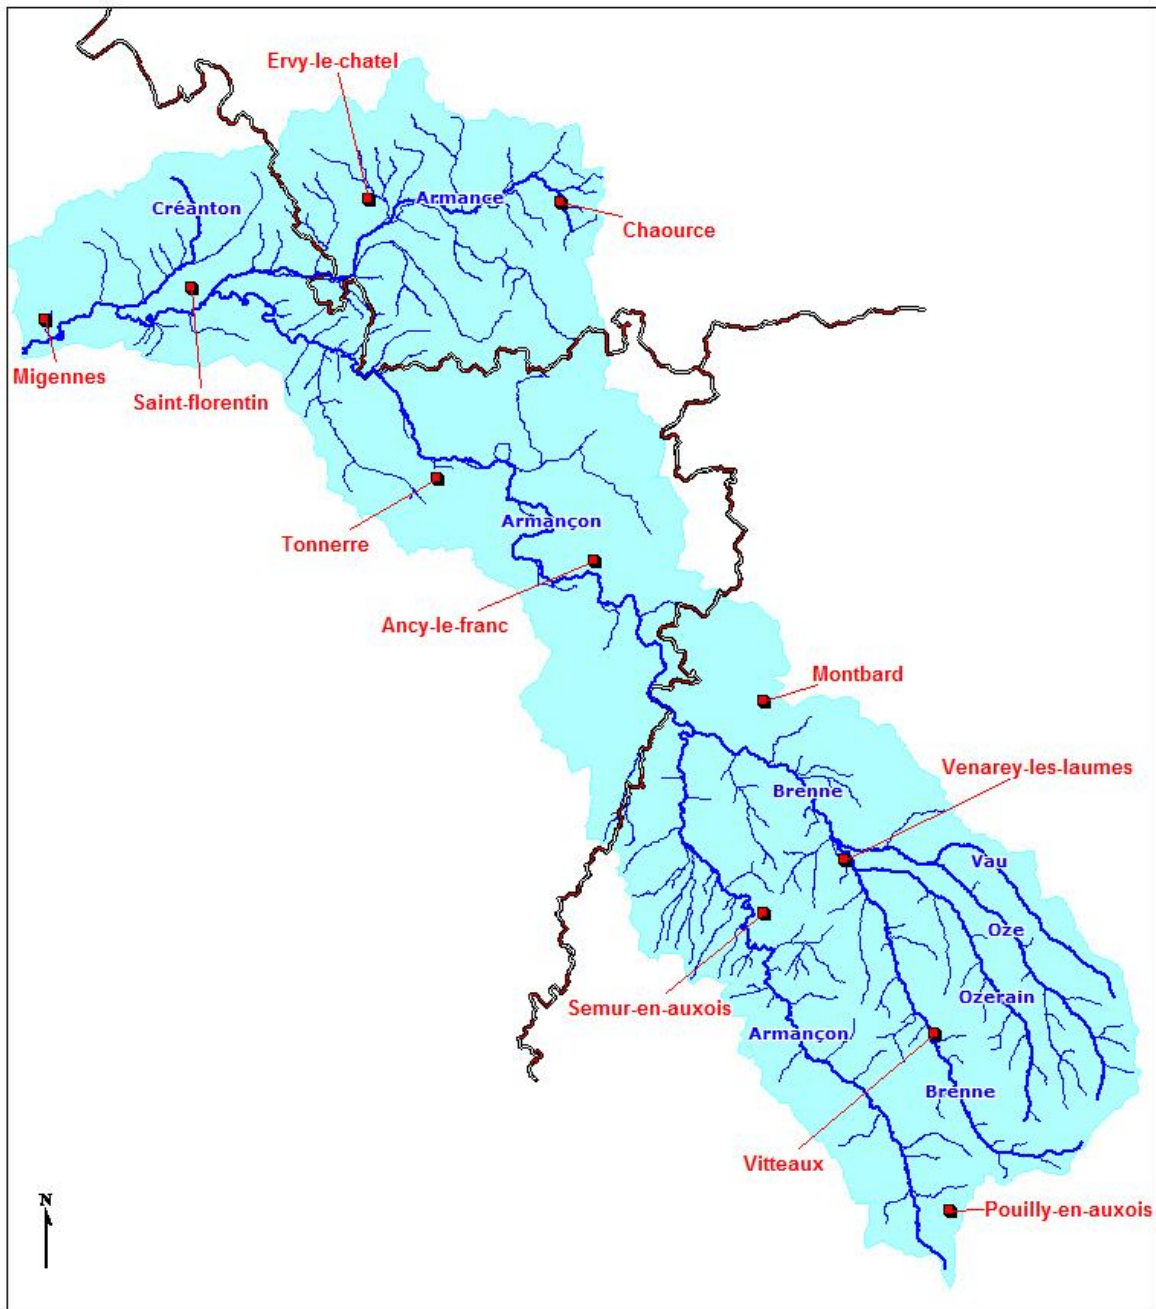 Ervy-le-chatel
Armance
Créanton
Chaource
Migennes
Saint-florentin
Armançon
Tonnerre
Ancy-le-franc
Montbard
Venarey-les-laumes
Brenne
Vau
Oze
Ozerain
Semur-en-auxois
Armançon
Brenne
Vitteaux
N
Pouilly-en-auxois